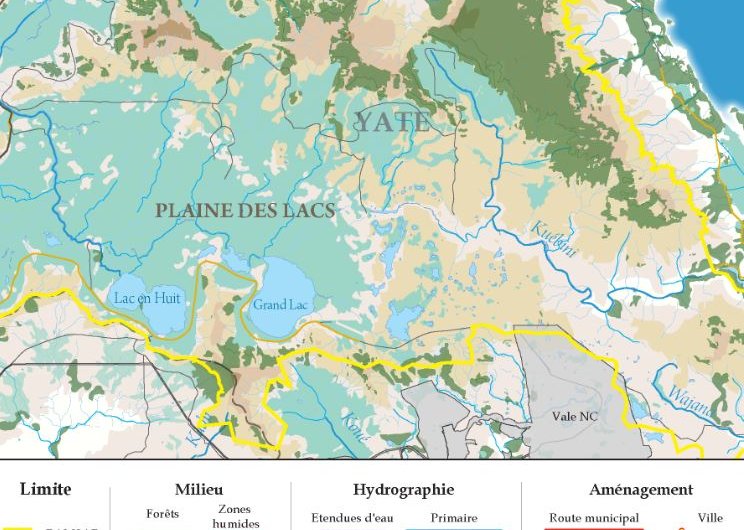 YATE
PLAINE DES LACS
Kuébini
Lac en Huit
Grand Lac
Wajana
Vale NC
Koué
Limite
Milieu
Hydrographie
Aménagement
Forêts
Zones
humides
Etendues d'eau
Primaire
Route municipal
Ville